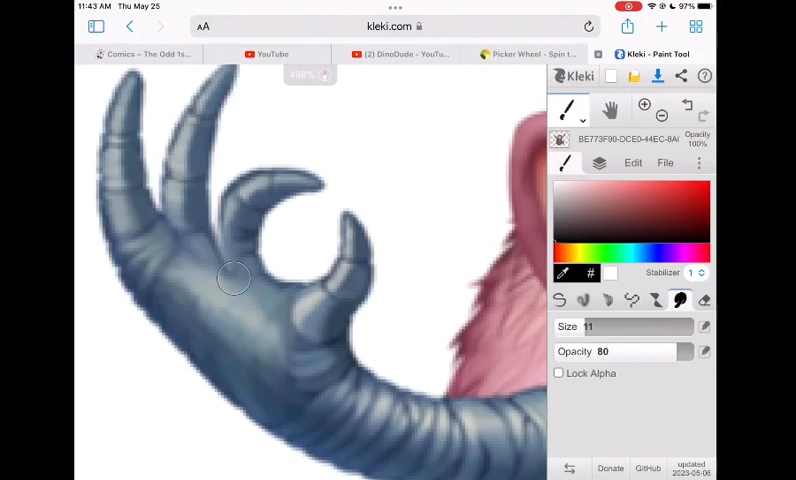 11:43 AM Thu May 25
97%
AA
kleki.com
Comics – The Odd 1s...
YouTube
(2) DinoDude - YouTu...
Picker Wheel - Spin t...
Kleki - Paint Tool
498%
Kleki
BE773F90-DCE0-44EC-8A
Opacity
100%
Edit File
# Stabilizer 1
Size 11
Opacity 80
Lock Alpha
Donate GitHub updated
2023-05-06